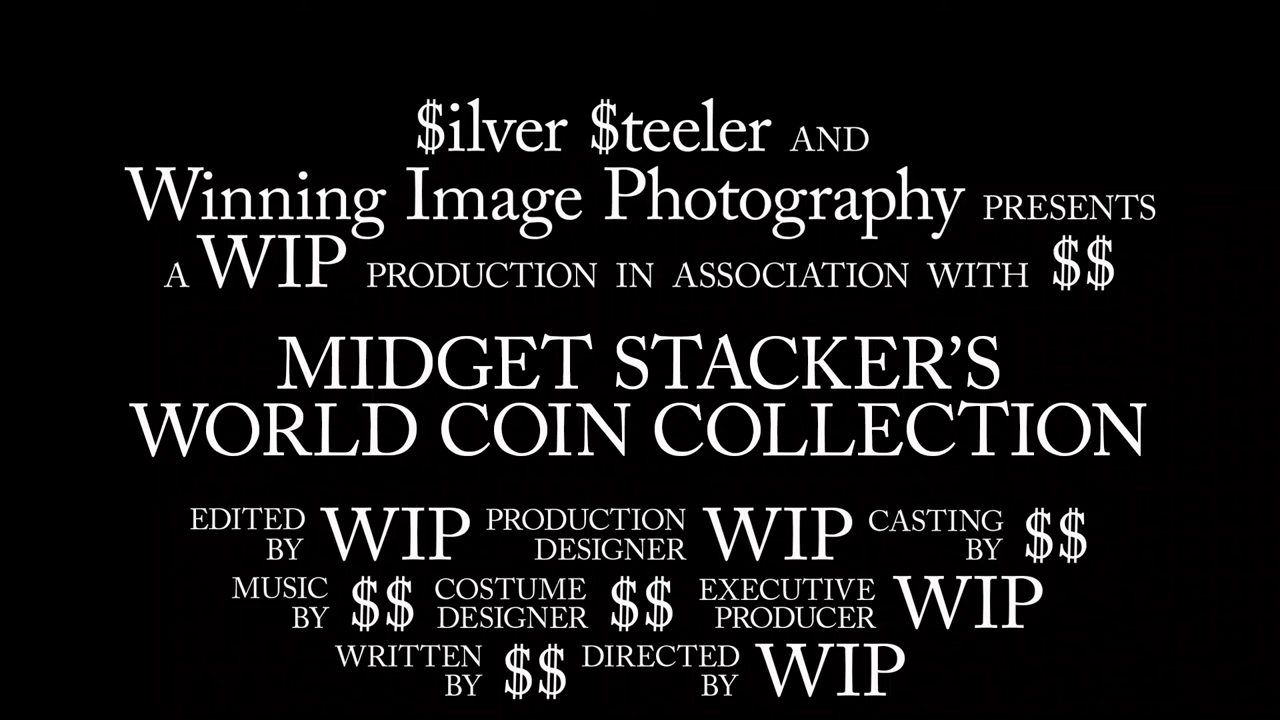 $ilver $teeler AND
Winning Image Photography PRESENTS
A WIP PRODUCTION IN ASSOCIATION WITH $$
MIDGET STACKER’S
WORLD COIN COLLECTION
EDITED BY WIP PRODUCTION DESIGNER WIP CASTING BY $$
MUSIC BY $$ COSTUME DESIGNER $$ EXECUTIVE PRODUCER WIP
WRITTEN BY $$ DIRECTED BY WIP